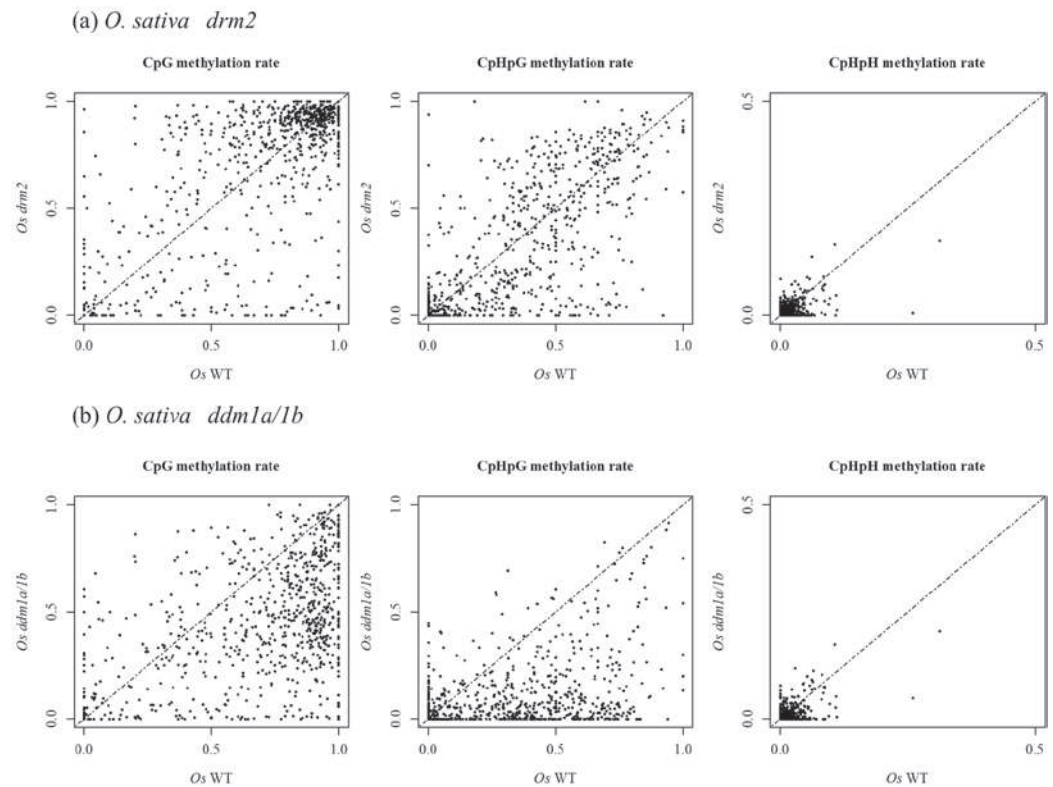 (a) O. sativa drm2
CpG methylation rate
CpHpG methylation rate
CpHpH methylation rate
Os drm2
1.0
0.5
0.0
0.0 0.5 1.0
Os WT
Os drm2
1.0
0.5
0.0
0.0 0.5 1.0
Os WT
Os drm2
0.5
0.0
0.0 0.5
Os WT
(b) O. sativa ddm1a/1b
CpG methylation rate
CpHpG methylation rate
CpHpH methylation rate
Os ddm1a/1b
1.0
0.5
0.0
0.0 0.5 1.0
Os WT
Os ddm1a/1b
1.0
0.5
0.0
0.0 0.5 1.0
Os WT
Os ddm1a/1b
0.5
0.0
0.0 0.5
Os WT